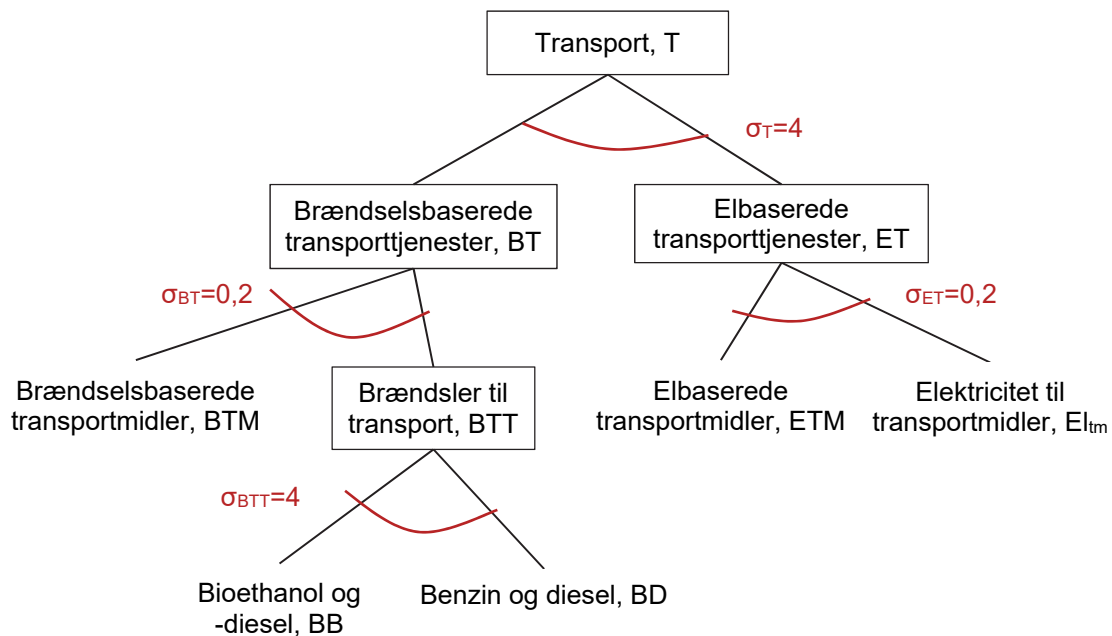 Transport, T
σT=4
Brændselsbaserede
transporttjenester, BT
Elbaserede
transporttjenester, ET
σBT=0,2
σET=0,2
Brændselsbaserede
transportmidler, BTM
Brændsler til
transport, BTT
Elbaserede
transportmidler, ETM
Elektricitet til
transportmidler, Eltm
σBTT=4
Bioethanol og
-diesel, BB
Benzin og diesel, BD